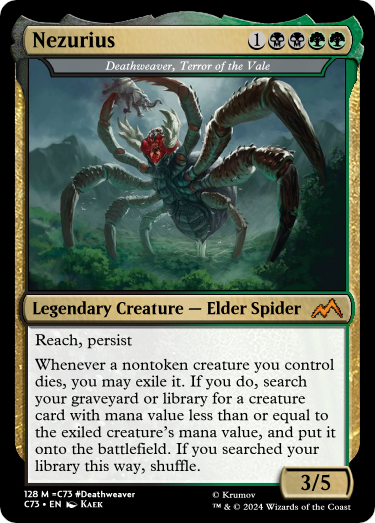 Nezurius 1
Deathweaver, Terror of the Vale
Legendary Creature — Elder Spider
Reach, persist
Whenever a nontoken creature you control
dies, you may exile it. If you do, search
your graveyard or library for a creature
card with mana value less than or equal to
the exiled creature's mana value, and put it
onto the battlefield. If you searched your
library this way, shuffle.
3/5
128 M =C73 #Deathweaver © Krumov
C73 • EN Kaek ™ & © 2024 Wizards of the Coast